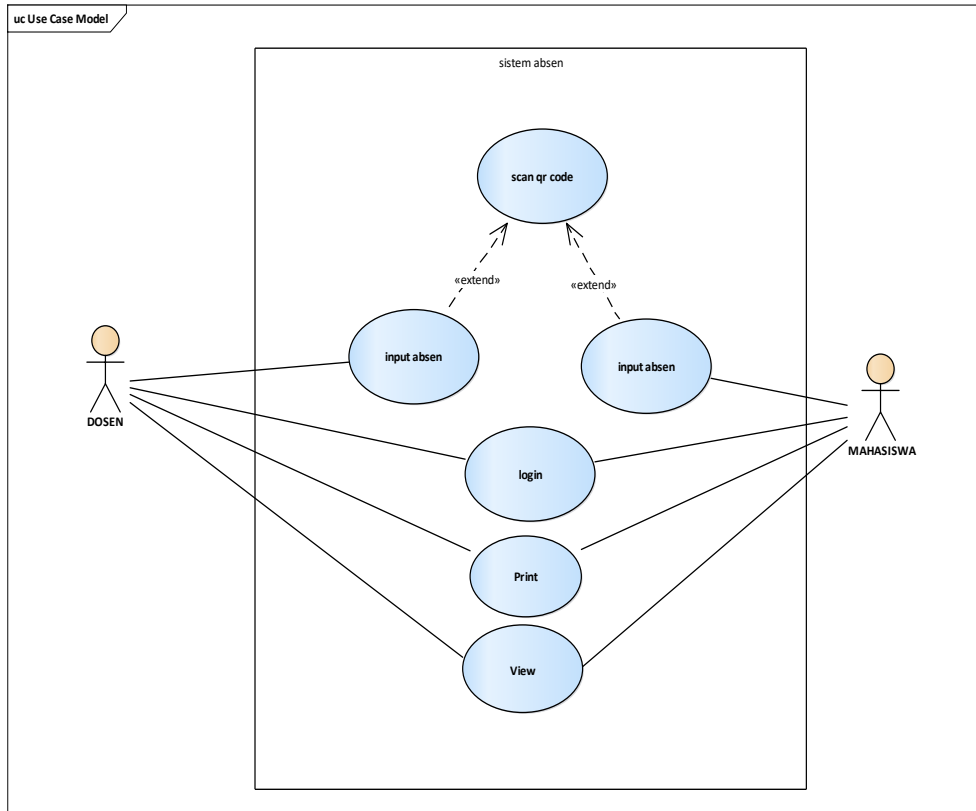 uc Use Case Model
sistem absen
scan qr code
«extend»
«extend»
input absen
input absen
DOSEN
MAHASISWA
login
Print
View